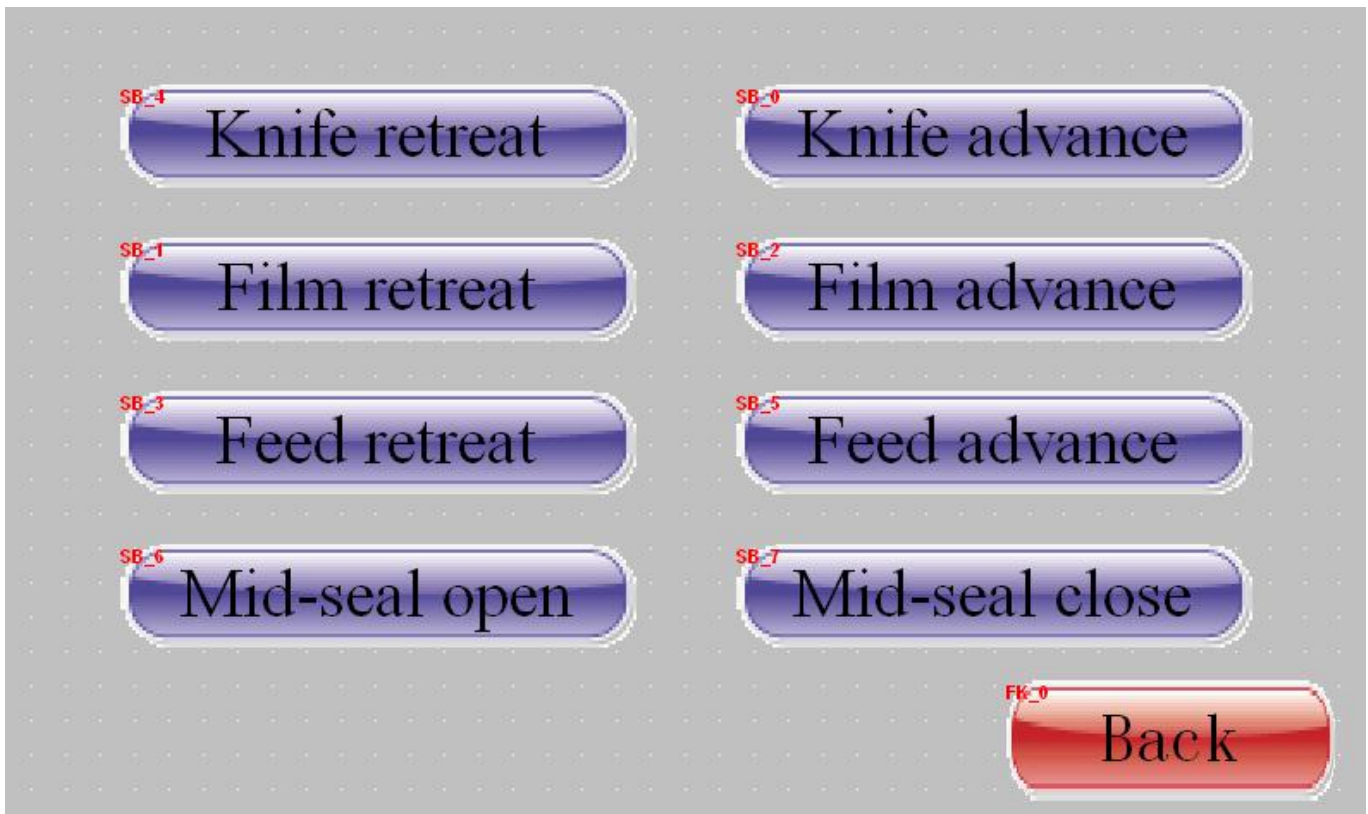 SB_4
Knife retreat
SB_0
Knife advance
SB_1
Film retreat
SB_2
Film advance
SB_3
Feed retreat
SB_5
Feed advance
SB_6
Mid-seal open
SB_7
Mid-seal close
FK_0
Back